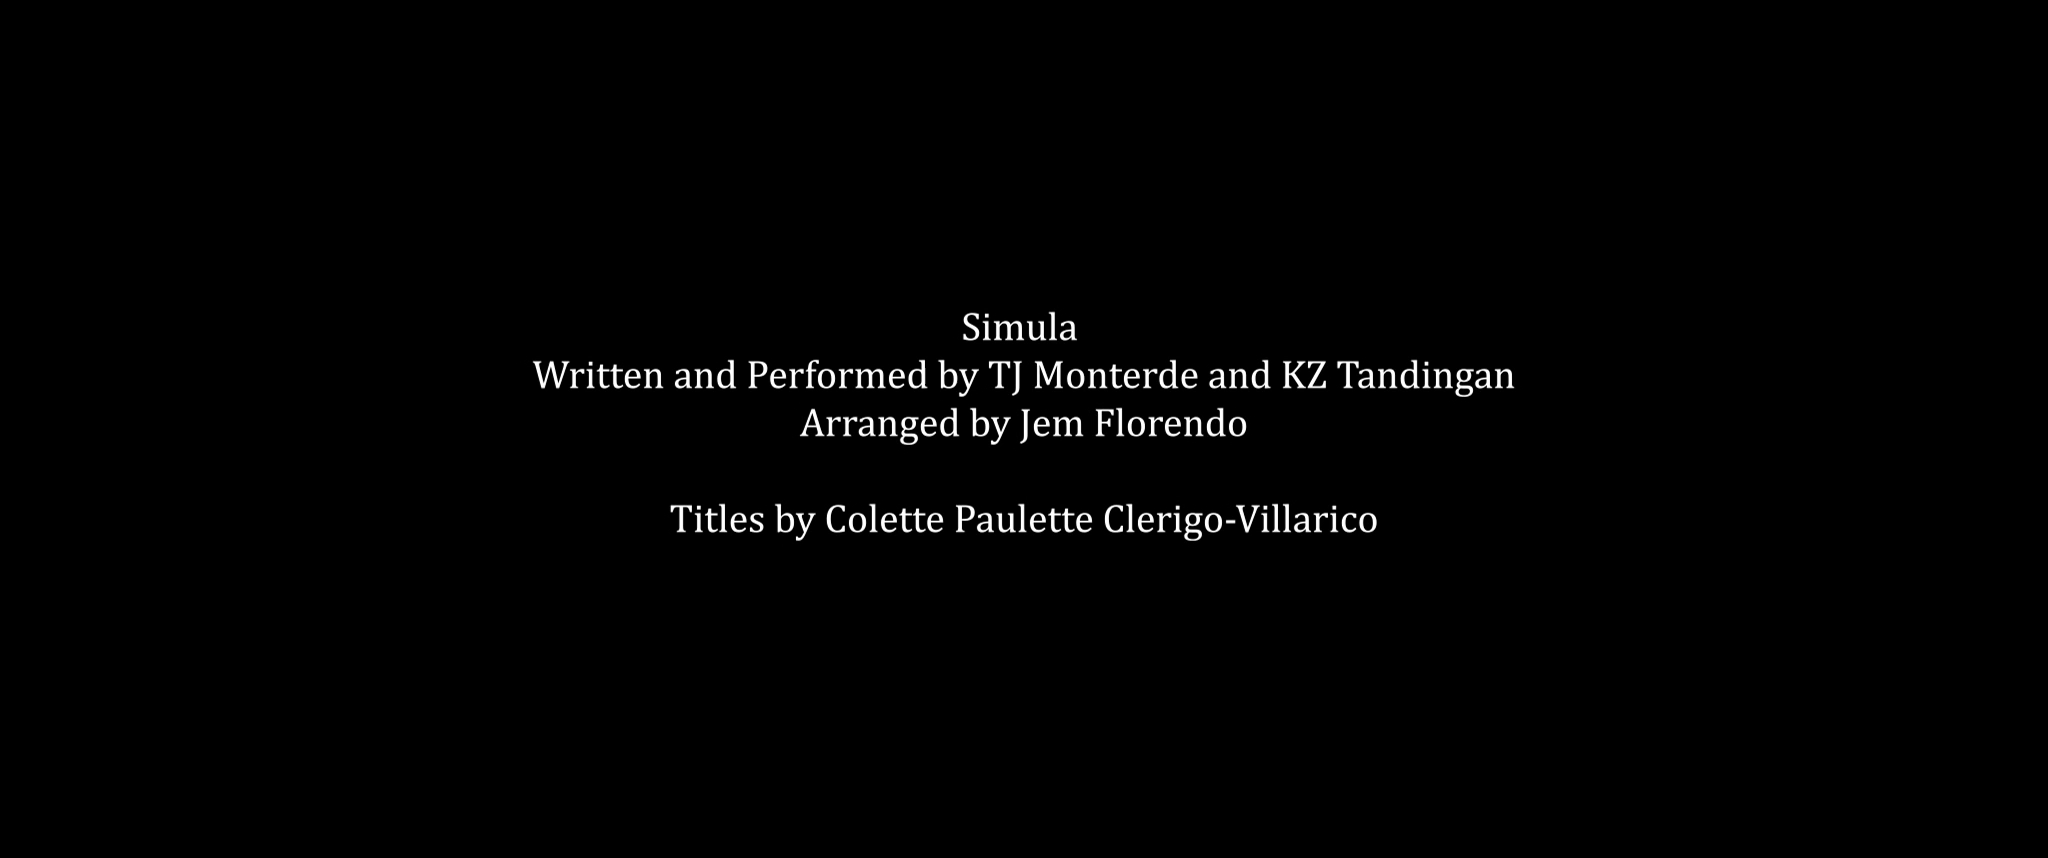 Simula
Written and Performed by TJ Monterde and KZ Tandingan
Arranged by Jem Florendo
Titles by Colette Paulette Clerigo-Villarico